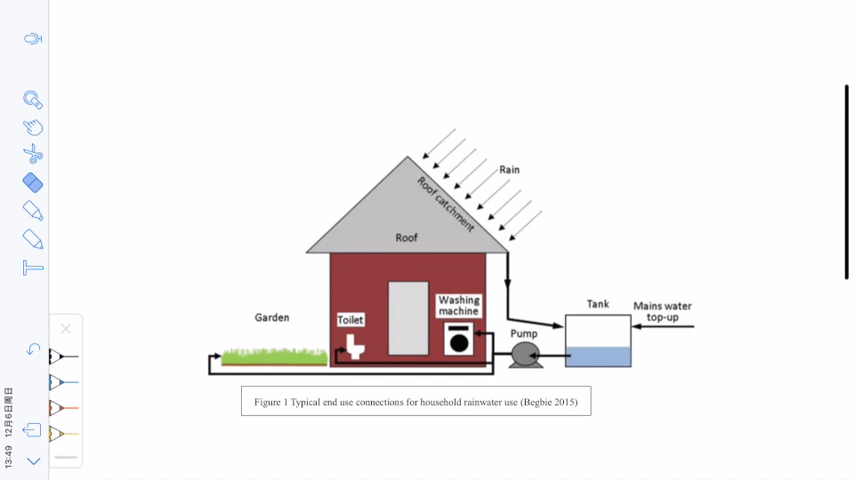 Rain
Roof catchment
Roof
Garden
Toilet
Washing
machine
Pump
Tank
Mains water
top-up
Figure 1 Typical end use connections for household rainwater use (Begbie 2015)
13:49 12月6日周日